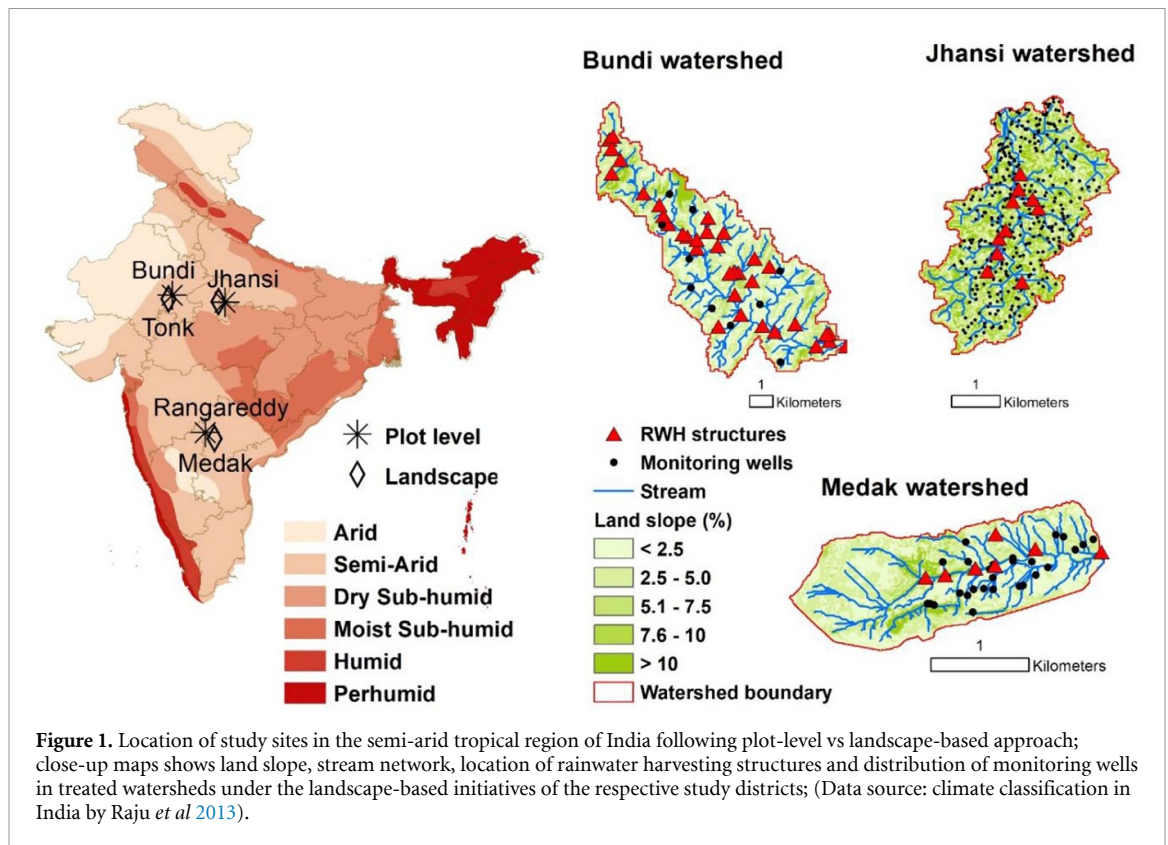 Bundi watershed
Jhansi watershed
Bundi
Jhansi
Tonk
Rangareddy
Medak
Plot level
Landscape
Arid
Semi-Arid
Dry Sub-humid
Moist Sub-humid
Humid
Perhumid
1
Kilometers
1
Kilometers
RWH structures
Monitoring wells
Stream
Land slope (%)
< 2.5
2.5 - 5.0
5.1 - 7.5
7.6 - 10
> 10
Watershed boundary
Medak watershed
1
Kilometers
Figure 1. Location of study sites in the semi-arid tropical region of India following plot-level vs landscape-based approach;
close-up maps shows land slope, stream network, location of rainwater harvesting structures and distribution of monitoring wells
in treated watersheds under the landscape-based initiatives of the respective study districts; (Data source: climate classification in
India by Raju et al 2013).